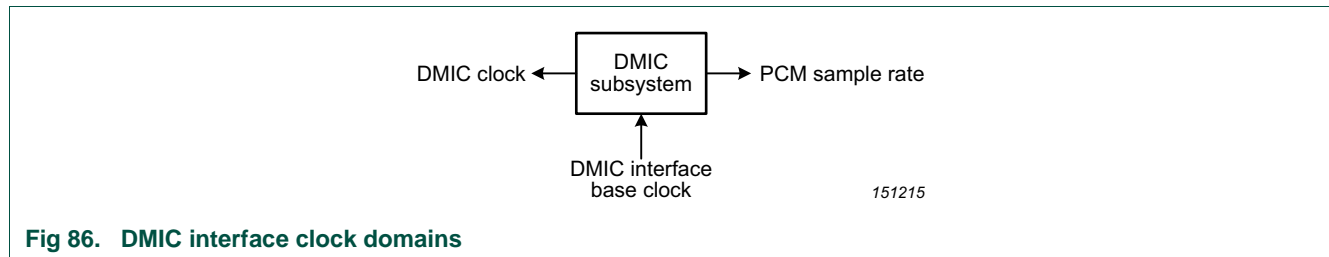 DMIC clock
DMIC
subsystem
PCM sample rate
DMIC interface
base clock
151215
Fig 86. DMIC interface clock domains